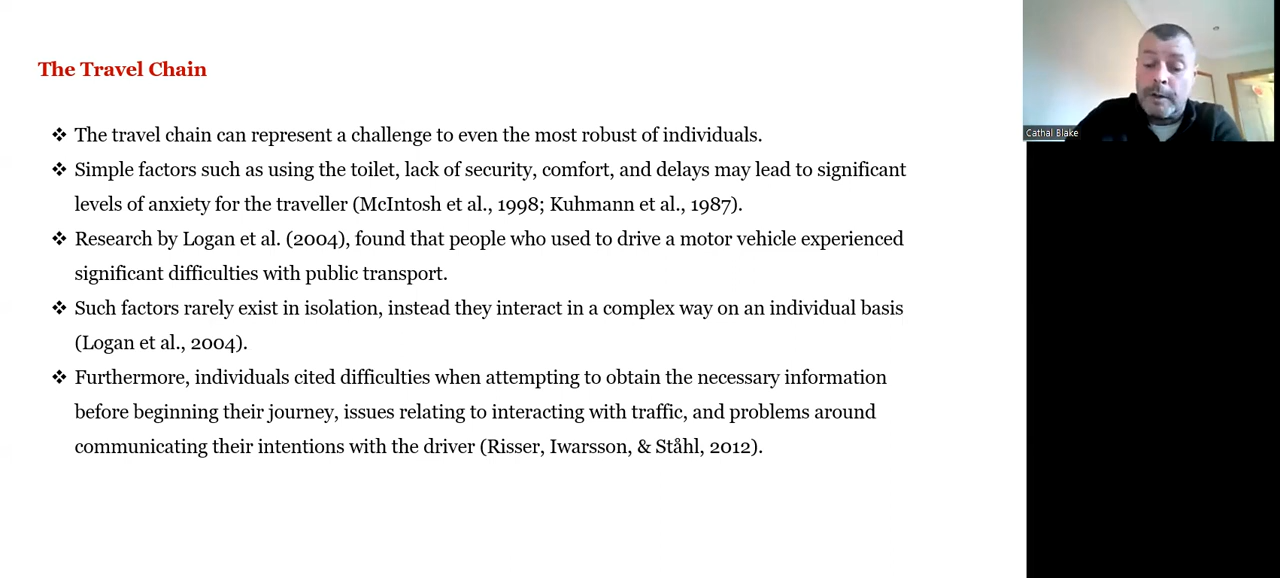 The Travel Chain
❖ The travel chain can represent a challenge to even the most robust of individuals.
❖ Simple factors such as using the toilet, lack of security, comfort, and delays may lead to significant
levels of anxiety for the traveller (McIntosh et al., 1998; Kuhmann et al., 1987).
❖ Research by Logan et al. (2004), found that people who used to drive a motor vehicle experienced
significant difficulties with public transport.
❖ Such factors rarely exist in isolation, instead they interact in a complex way on an individual basis
(Logan et al., 2004).
❖ Furthermore, individuals cited difficulties when attempting to obtain the necessary information
before beginning their journey, issues relating to interacting with traffic, and problems around
communicating their intentions with the driver (Risser, Iwarsson, & Ståhl, 2012).
Cathal Blake